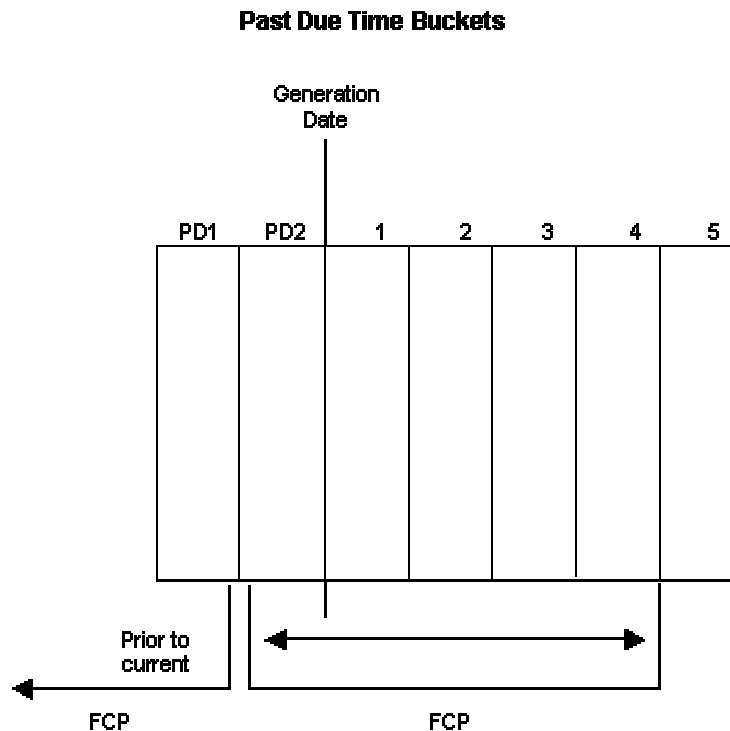 Past Due Time Buckets
Generation
Date
PD1 PD2 1 2 3 4 5
Prior to
current
FCP FCP